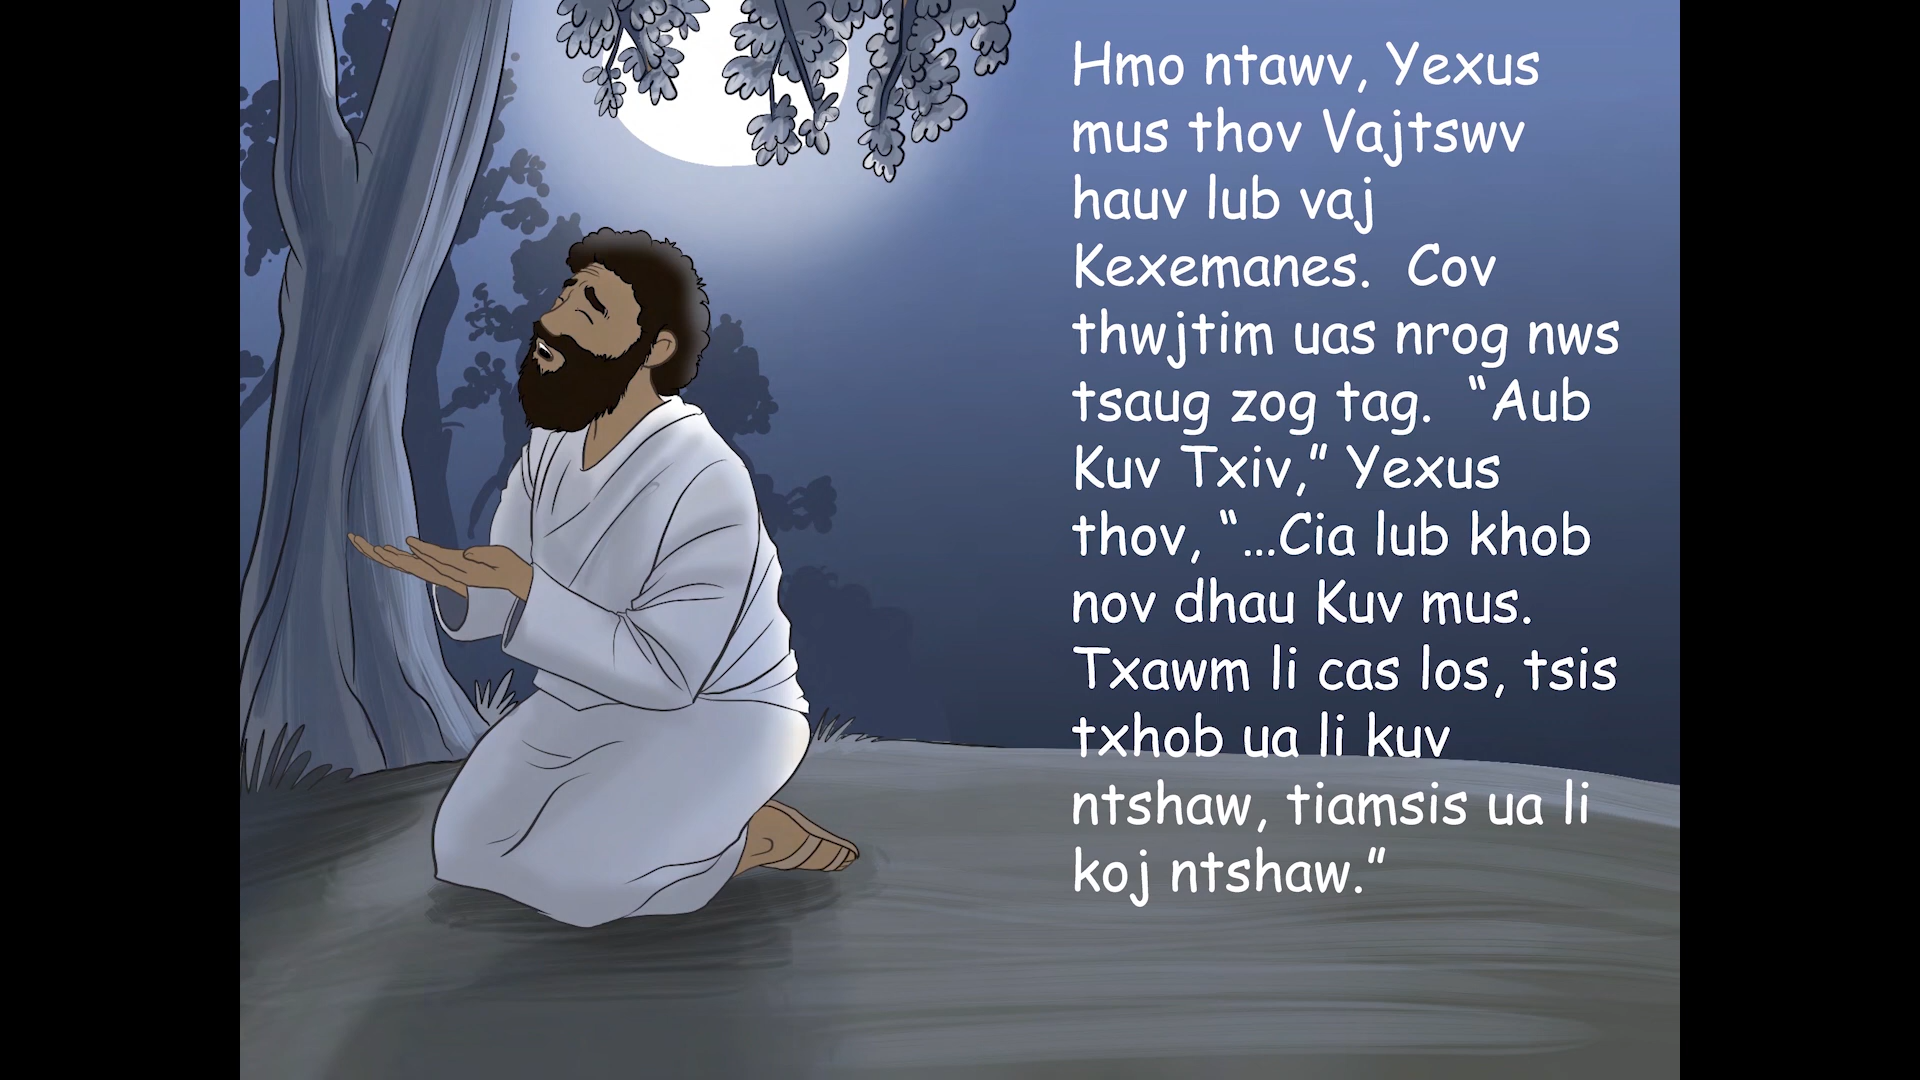 Hmo ntawv, Yexus
mus thov Vajtswv
hauv lub vaj
Kexemanes.  Cov
thwjtim uas nrog nws
tsaug zog tag.  “Aub
Kuv Txiv,” Yexus
thov, “...Cia lub khob
nov dhau Kuv mus.
Txawm li cas los, tsis
txhob ua li kuv
ntshaw, tiamsis ua li
koj ntshaw.”